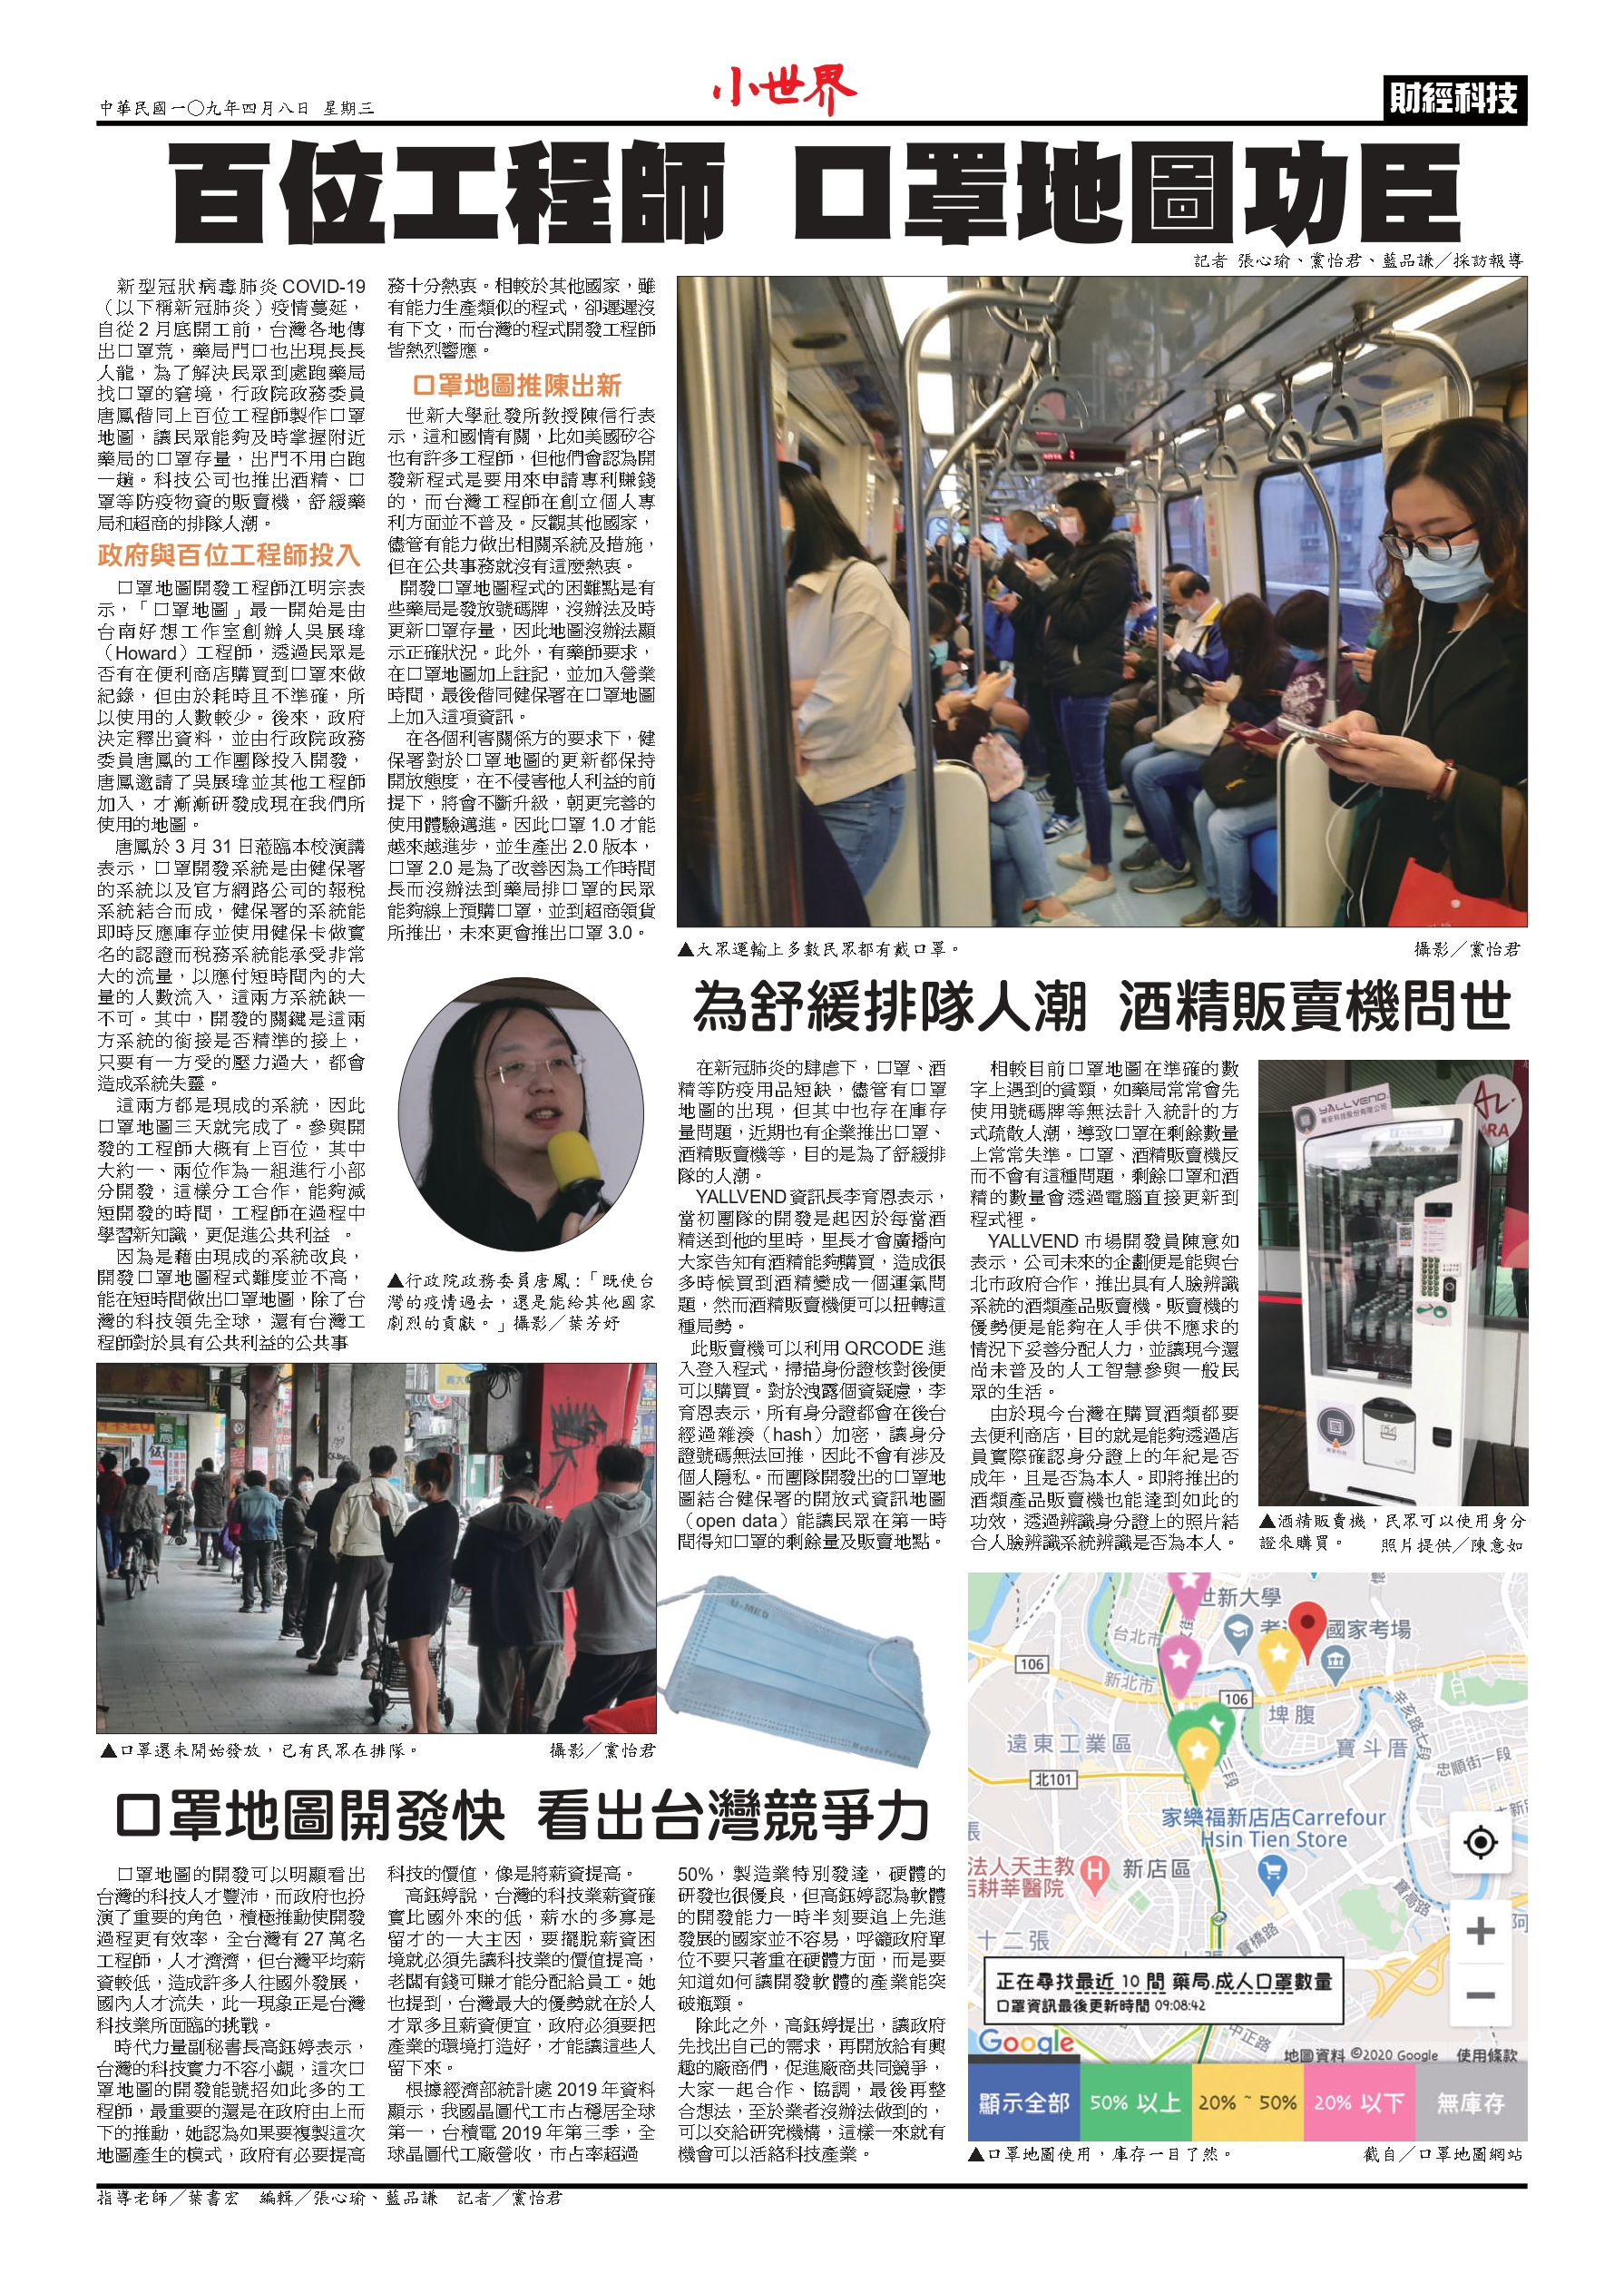 中華民國一〇九年四月八日 星期三
小世界
財經科技
百位工程師 口罩地圖功臣
記者 張心瑜、黨怡君、藍品謙／採訪報導
新型冠狀病毒肺炎 COVID-19
（以下稱新冠肺炎）疫情蔓延，
自從 2 月底開工前，台灣各地傳
出口罩荒，藥局門口也出現長長
人龍，為了解決民眾到處跑藥局
找口罩的窘境，行政院政務委員
唐鳳偕同上百位工程師製作口罩
地圖，讓民眾能夠及時掌握附近
藥局的口罩存量，出門不用白跑
一趟。科技公司也推出酒精、口
罩等防疫物資的販賣機，舒緩藥
局和超商的排隊人潮。
政府與百位工程師投入
口罩地圖開發工程師江明宗表
示，「口罩地圖」最一開始是由
台南好想工作室創辦人吳展瑋
（Howard）工程師，透過民眾是
否有在便利商店購買到口罩來做
紀錄，但由於耗時且不準確，所
以使用的人數較少。後來，政府
決定釋出資料，並由行政院政務
委員唐鳳的工作團隊投入開發，
唐鳳邀請了吳展瑋並其他工程師
加入，才漸漸研發成現在我們所
使用的地圖。
唐鳳於 3 月 31 日蒞臨本校演講
表示，口罩開發系統是由健保署
的系統以及官方網路公司的報稅
系統結合而成，健保署的系統能
即時反應庫存並使用健保卡做實
名的認證而稅務系統能承受非常
大的流量，以應付短時間內的大
量的人數流入，這兩方系統缺一
不可。其中，開發的關鍵是這兩
方系統的銜接是否精準的接上，
只要有一方受的壓力過大，都會
造成系統失靈。
這兩方都是現成的系統，因此
口罩地圖三天就完成了。參與開
發的工程師大概有上百位，其中
大約一、兩位作為一組進行小部
分開發，這樣分工合作，能夠減
短開發的時間，工程師在過程中
學習新知識，更促進公共利益 。
因為是藉由現成的系統改良，
開發口罩地圖程式難度並不高，
能在短時間做出口罩地圖，除了台
灣的科技領先全球，還有台灣工
程師對於具有公共利益的公共事
務十分熱衷。相較於其他國家，雖
有能力生產類似的程式，卻遲遲沒
有下文，而台灣的程式開發工程師
皆熱烈響應。
口罩地圖推陳出新
世新大學社發所教授陳信行表
示，這和國情有關，比如美國矽谷
也有許多工程師，但他們會認為開
發新程式是要用來申請專利賺錢
的，而台灣工程師在創立個人專
利方面並不普及。反觀其他國家，
儘管有能力做出相關系統及措施，
但在公共事務就沒有這麼熱衷。
開發口罩地圖程式的困難點是有
些藥局是發放號碼牌，沒辦法及時
更新口罩存量，因此地圖沒辦法顯
示正確狀況。此外，有藥師要求，
在口罩地圖加上註記，並加入營業
時間，最後偕同健保署在口罩地圖
上加入這項資訊。
在各個利害關係方的要求下，健
保署對於口罩地圖的更新都保持
開放態度，在不侵害他人利益的前
提下，將會不斷升級，朝更完善的
使用體驗邁進。因此口罩 1.0 才能
越來越進步，並生產出 2.0 版本，
口罩 2.0 是為了改善因為工作時間
長而沒辦法到藥局排口罩的民眾
能夠線上預購口罩，並到超商領貨
所推出，未來更會推出口罩 3.0。
▲行政院政務委員唐鳳：「既使台
灣的疫情過去，還是能給其他國家
劇烈的貢獻。」攝影／葉芳妤
▲大眾運輸上多數民眾都有戴口罩。
攝影／黨怡君
為舒緩排隊人潮 酒精販賣機問世
在新冠肺炎的肆虐下，口罩、酒
精等防疫用品短缺，儘管有口罩
地圖的出現，但其中也存在庫存
量問題，近期也有企業推出口罩、
酒精販賣機等，目的是為了舒緩排
隊的人潮。
YALLVEND 資訊長李育恩表示，
當初團隊的開發是起因於每當酒
精送到他的里時，里長才會廣播向
大家告知有酒精能夠購買，造成很
多時候買到酒精變成一個運氣問
題，然而酒精販賣機便可以扭轉這
種局勢。
此販賣機可以利用 QRCODE 進
入登入程式，掃描身份證核對後便
可以購買。對於洩露個資疑慮，李
育恩表示，所有身分證都會在後台
經過雜湊（hash）加密，讓身分
證號碼無法回推，因此不會有涉及
個人隱私。而團隊開發出的口罩地
圖結合健保署的開放式資訊地圖
（open data）能讓民眾在第一時
間得知口罩的剩餘量及販賣地點。
相較目前口罩地圖在準確的數
字上遇到的貧頸，如藥局常常會先
使用號碼牌等無法計入統計的方
式疏散人潮，導致口罩在剩餘數量
上常常失準。口罩、酒精販賣機反
而不會有這種問題，剩餘口罩和酒
精的數量會透過電腦直接更新到
程式裡。
YALLVEND 市場開發員陳意如
表示，公司未來的企劃便是能與台
北市政府合作，推出具有人臉辨識
系統的酒類產品販賣機。販賣機的
優勢便是能夠在人手供不應求的
情況下妥善分配人力，並讓現今還
尚未普及的人工智慧參與一般民
眾的生活。
由於現今台灣在購買酒類都要
去便利商店，目的就是能夠透過店
員實際確認身分證上的年紀是否
成年，且是否為本人。即將推出的
酒類產品販賣機也能達到如此的
功效，透過辨識身分證上的照片結
合人臉辨識系統辨識是否為本人。
YALLVEND
▲酒精販賣機，民眾可以使用身分
證來購買。 照片提供／陳意如
▲口罩還未開始發放，已有民眾在排隊。
攝影／黨怡君
U-MED
Made in Taiwan
口罩地圖開發快 看出台灣競爭力
口罩地圖的開發可以明顯看出
台灣的科技人才豐沛，而政府也扮
演了重要的角色，積極推動使開發
過程更有效率，全台灣有 27 萬名
工程師，人才濟濟，但台灣平均薪
資較低，造成許多人往國外發展，
國內人才流失，此一現象正是台灣
科技業所面臨的挑戰。
時代力量副秘書長高鈺婷表示，
台灣的科技實力不容小覷，這次口
罩地圖的開發能號招如此多的工
程師，最重要的還是在政府由上而
下的推動，她認為如果要複製這次
地圖產生的模式，政府有必要提高
科技的價值，像是將薪資提高。
高鈺婷說，台灣的科技業薪資確
實比國外來的低，薪水的多寡是
留才的一大主因，要擺脫薪資困
境就必須先讓科技業的價值提高，
老闆有錢可賺才能分配給員工。她
也提到，台灣最大的優勢就在於人
才眾多且薪資便宜，政府必須要把
產業的環境打造好，才能讓這些人
留下來。
根據經濟部統計處 2019 年資料
顯示，我國晶圓代工市占穩居全球
第一，台積電 2019 年第三季，全
球晶圓代工廠營收，市占率超過
50%，製造業特別發達，硬體的
研發也很優良，但高鈺婷認為軟體
的開發能力一時半刻要追上先進
發展的國家並不容易，呼籲政府單
位不要只著重在硬體方面，而是要
知道如何讓開發軟體的產業能突
破瓶頸。
除此之外，高鈺婷提出，讓政府
先找出自己的需求，再開放給有興
趣的廠商們，促進廠商共同競爭，
大家一起合作、協調，最後再整
合想法，至於業者沒辦法做到的，
可以交給研究機構，這樣一來就有
機會可以活絡科技產業。
世新大學
國家考場
台北市
新北市
106
106
埤腹
遠東工業區
寶斗厝
辛亥路七段
忠順街一段
北101
三段
家樂福新店店Carrefour
Hsin Tien Store
法人天主教
耕莘醫院
新店區
寶高路
十二張
寶橋路
正在尋找最近 10 間 藥局.成人口罩數量
口罩資訊最後更新時間 09:08:42
中正路
Google
地圖資料 ©2020 Google 使用條款
顯示全部 50% 以上 20% ~ 50% 20% 以下 無庫存
▲口罩地圖使用，庫存一目了然。
截自／口罩地圖網站
指導老師／葉書宏 編輯／張心瑜、藍品謙 記者／黨怡君